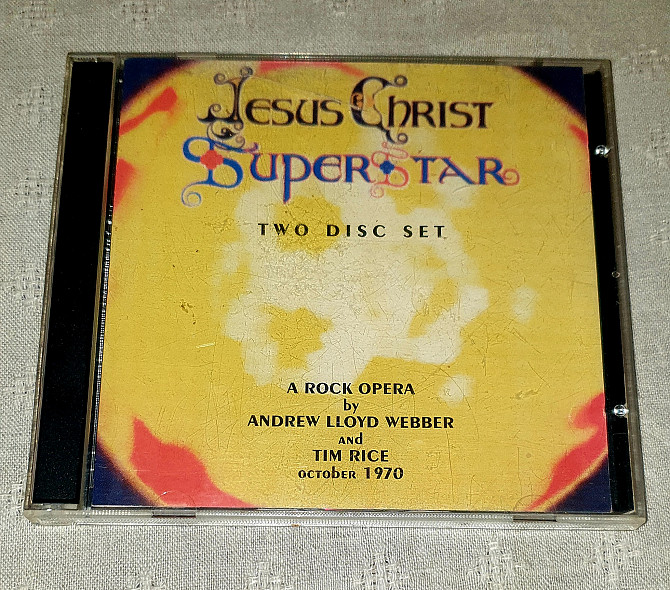 Jesus Christ
Superstar
TWO DISC SET
A ROCK OPERA
by
ANDREW LLOYD WEBBER
AND
TIM RICE
OCTOBER 1970